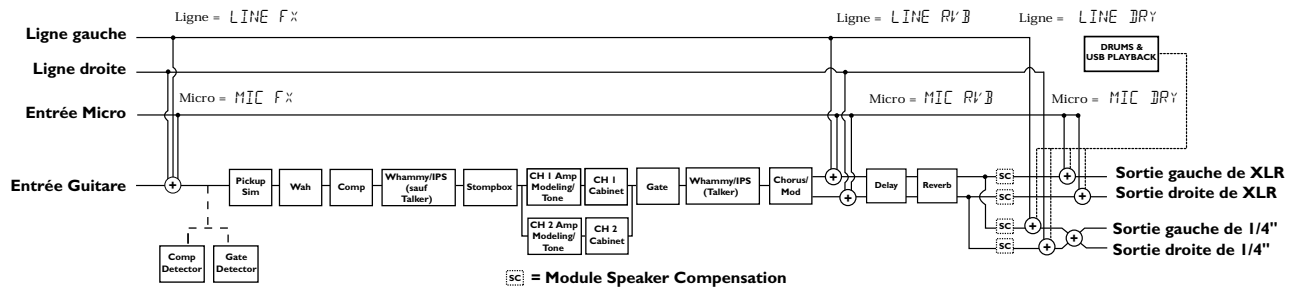 Ligne = LINE FX
Ligne = LINE RVB
Ligne = LINE DRY
Ligne gauche
DRUMS &
USB PLAYBACK
Ligne droite
Micro = MIC FX
Micro = MIC RVB
Micro = MIC DRY
Entrée Micro
Entrée Guitare
Pickup
Sim
Wah
Comp
Whammy/IPS
(sauf
Talker)
Stompbox
CH 1 Amp
Modeling/
Tone
CH 1
Cabinet
Gate
Whammy/IPS
(Talker)
Chorus/
Mod
Delay
Reverb
SC
SC
Sortie gauche de XLR
Sortie droite de XLR
CH 2 Amp
Modeling/
Tone
CH 2
Cabinet
SC
SC
Sortie gauche de 1/4"
Sortie droite de 1/4"
Comp
Detector
Gate
Detector
SC = Module Speaker Compensation